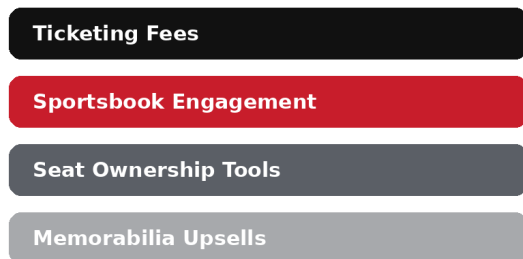 Ticketing Fees
Sportsbook Engagement
Seat Ownership Tools
Memorabilia Upsells